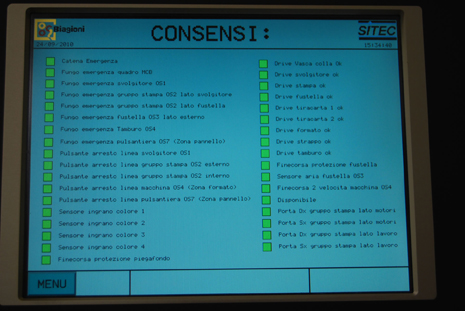 Biagioni
CONSENSI:
SITEC
Catena Emergenza
Fungo emergenza quadro MCB
Fungo emergenza svolgitore OS1
Fungo emergenza gruppo stampa OS2 lato svolgitore
Fungo emergenza gruppo stampa OS2 lato fustella
Fungo emergenza fustella OS3 lato esterno
Fungo emergenza Tamburo OS4
Fungo emergenza pulsantiera OS7 (Zona pannello)
Pulsante arresto linea svolgitore OS1
Pulsante arresto linea gruppo stampa OS2 esterno
Pulsante arresto linea gruppo stampa OS2 interno
Pulsante arresto linea macchina OS4 (Zona formato)
Pulsante arresto linea pulsantiera OS7 (Zona pannello)
Sensore ingrano colore 1
Sensore ingrano colore 2
Sensore ingrano colore 3
Sensore ingrano colore 4
Finecorsa protezione piegafondo
Drive Vasca colla Ok
Drive svolgitore ok
Drive stampa ok
Drive fustella ok
Drive tiracarta 1 ok
Drive tiracarta 2 ok
Drive formato ok
Drive strappo ok
Drive tamburo ok
Finecorsa protezione fustella
Sensore aria fustella OS3
Finecorsa 2 velocita macchina OS4
Disponibile
Porta Dx gruppo stampa lato motori
Porta Sx gruppo stampa lato motori
Porta Dx gruppo stampa lato lavoro
Porta Sx gruppo stampa lato lavoro
MENU